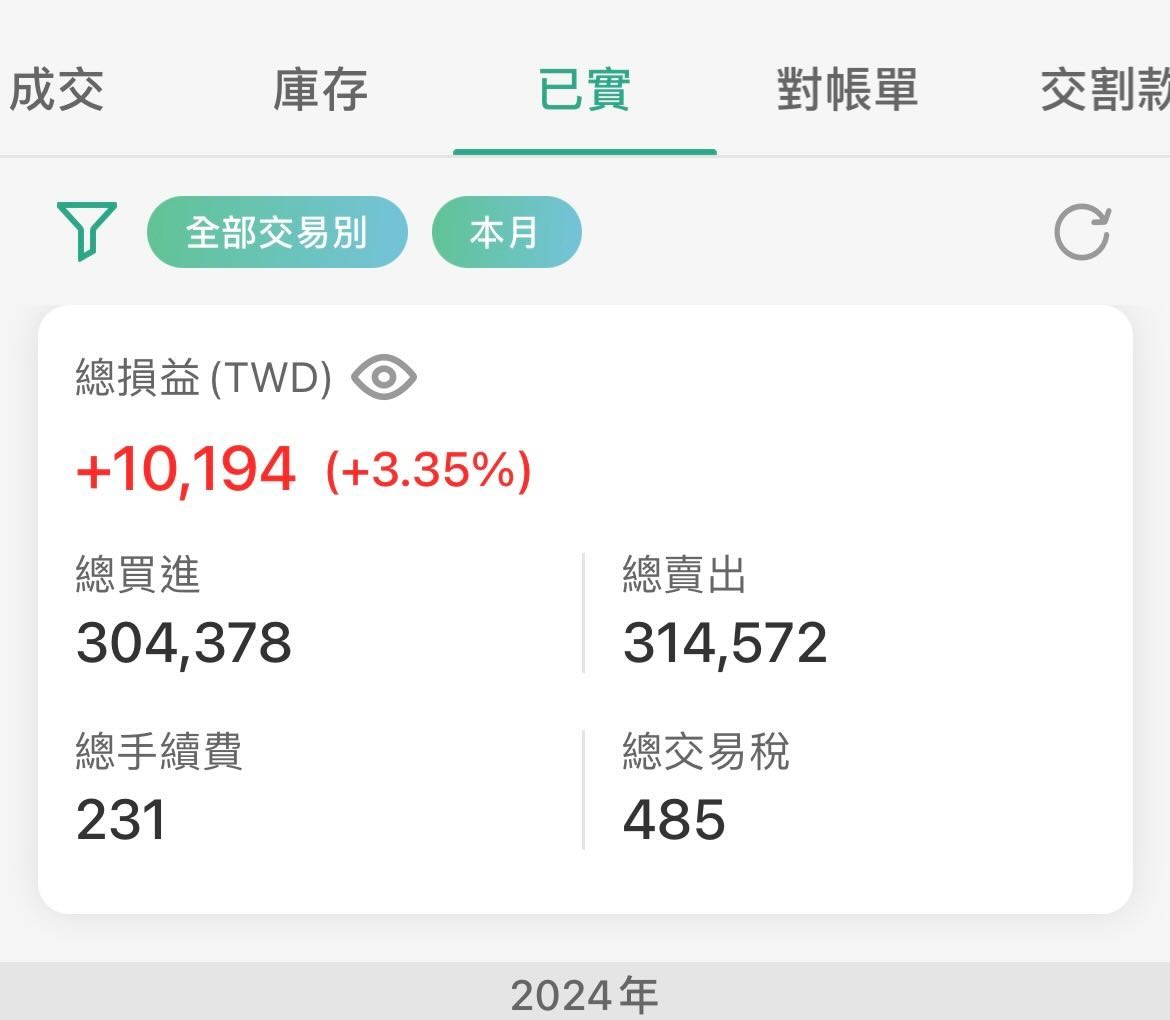 成交 庫存 已實 對帳單 交割款
全部交易別 本月
總損益(TWD)
+10,194 (+3.35%)
總買進 總賣出
304,378 314,572
總手續費 總交易稅
231 485
2024年